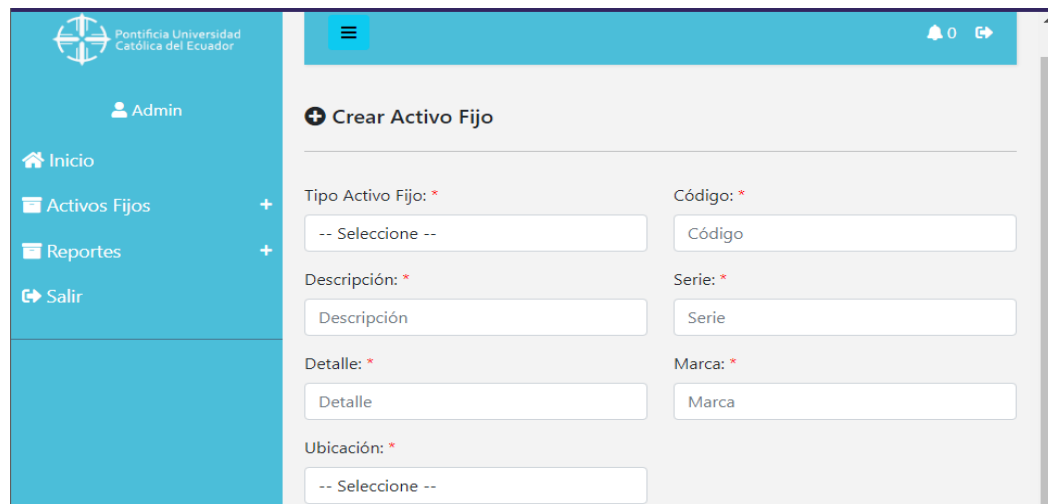 Pontificia Universidad
Católica del Ecuador
Admin
Inicio
Activos Fijos +
Reportes +
Salir
0
Crear Activo Fijo
Tipo Activo Fijo: *
-- Seleccione --
Código: *
Código
Descripción: *
Descripción
Serie: *
Serie
Detalle: *
Detalle
Marca: *
Marca
Ubicación: *
-- Seleccione --